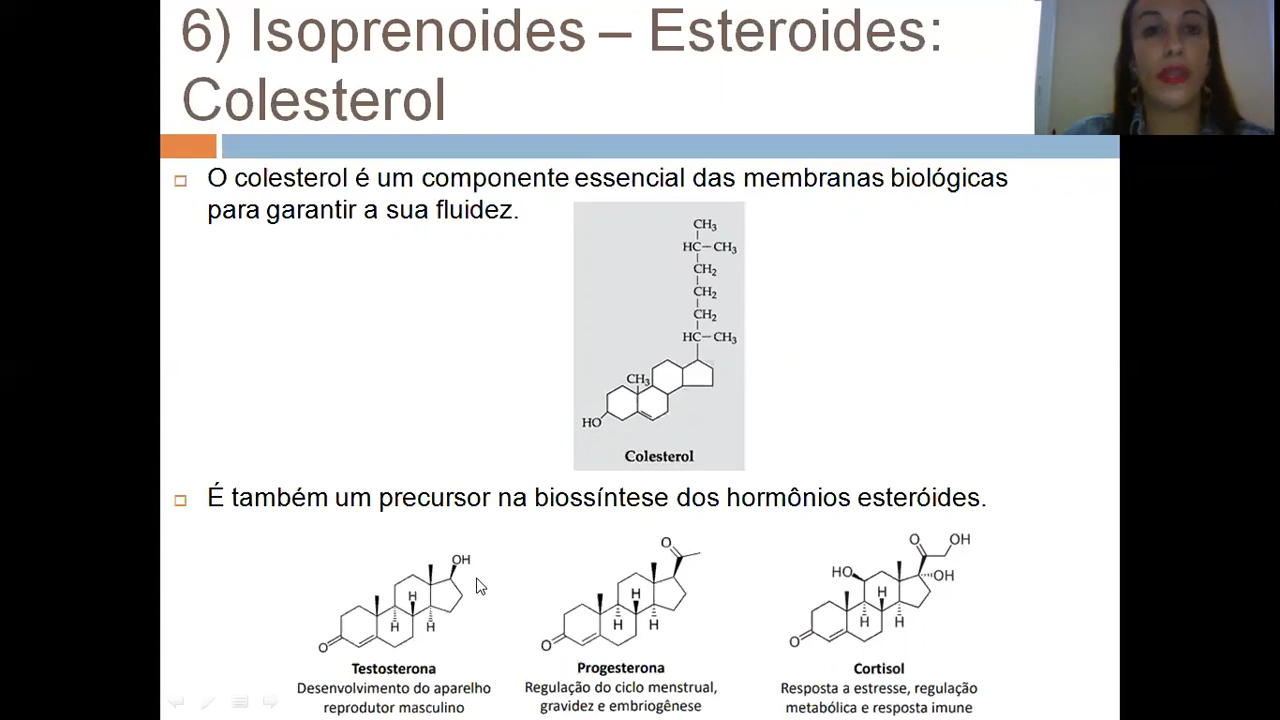 6) Isoprenoides – Esteroides:
Colesterol
O colesterol é um componente essencial das membranas biológicas
para garantir a sua fluidez.
CH3
HC–CH3
CH2
CH2
CH2
HC–CH3
CH3
HO
Colesterol
É também um precursor na biossíntese dos hormônios esteróides.
OH
H
H
H
O
Testosterona
Desenvolvimento do aparelho
reprodutor masculino
O
H
H
H
O
Progesterona
Regulação do ciclo menstrual,
gravidez e embriogênese
O
OH
HO
OH
H
H
H
O
Cortisol
Resposta a estresse, regulação
metabólica e resposta imune